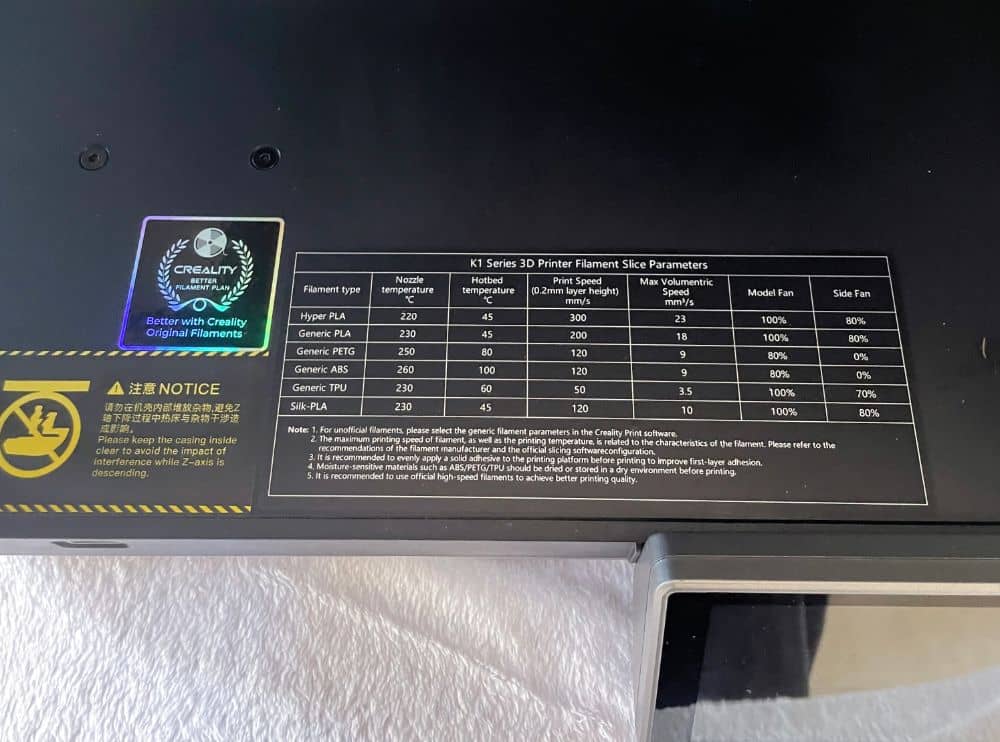 CREALITY
BETTER
FILAMENT PLAN
Better with Creality
Original Filaments
注意 NOTICE
请勿在机壳内部堆放杂物,避免Z
轴下降过程中热床与杂物干涉造
成影响。
Please keep the casing inside
clear to avoid the impact of
interference while Z-axis is
descending.
K1 Series 3D Printer Filament Slice Parameters
Filament type Nozzle temperature ℃ Hotbed temperature ℃ Print Speed (0.2mm layer height) mm/s Max Volumentric Speed mm³/s Model Fan Side Fan
Hyper PLA 220 45 300 23 100% 80%
Generic PLA 230 45 200 18 100% 80%
Generic PETG 250 80 120 9 80% 0%
Generic ABS 260 100 120 9 80% 0%
Generic TPU 230 60 50 3.5 100% 70%
Silk-PLA 230 45 120 10 100% 80%
Note: 1. For unofficial filaments, please select the generic filament parameters in the Creality Print software.
2. The maximum printing speed of filament, as well as the printing temperature, is related to the characteristics of the filament. Please refer to the
recommendations of the filament manufacturer and the official slicing softwareconfiguration.
3. It is recommended to evenly apply a solid adhesive to the printing platform before printing to improve first-layer adhesion.
4. Moisture-sensitive materials such as ABS/PETG/TPU should be dried or stored in a dry environment before printing.
5. It is recommended to use official high-speed filaments to achieve better printing quality.